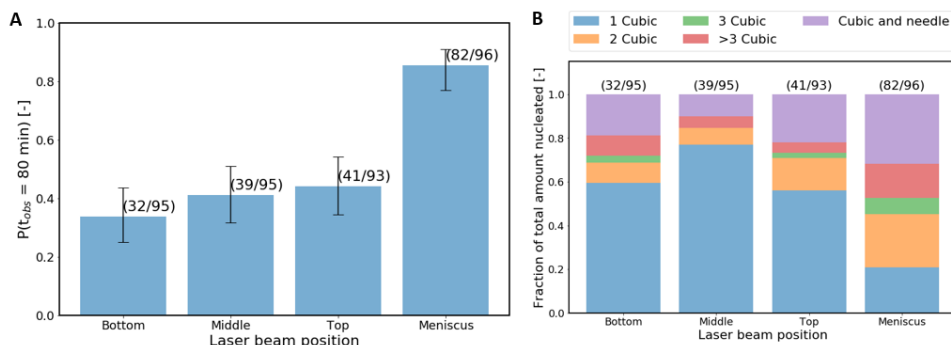 A
P(t_obs = 80 min) [-]
1.0
0.8
0.6
0.4
0.2
0.0
(32/95)
(39/95)
(41/93)
(82/96)
Bottom Middle Top Meniscus
Laser beam position
B
1 Cubic 3 Cubic Cubic and needle
2 Cubic >3 Cubic
Fraction of total amount nucleated [-]
1.0
0.8
0.6
0.4
0.2
0.0
(32/95) (39/95) (41/93) (82/96)
Bottom Middle Top Meniscus
Laser beam position